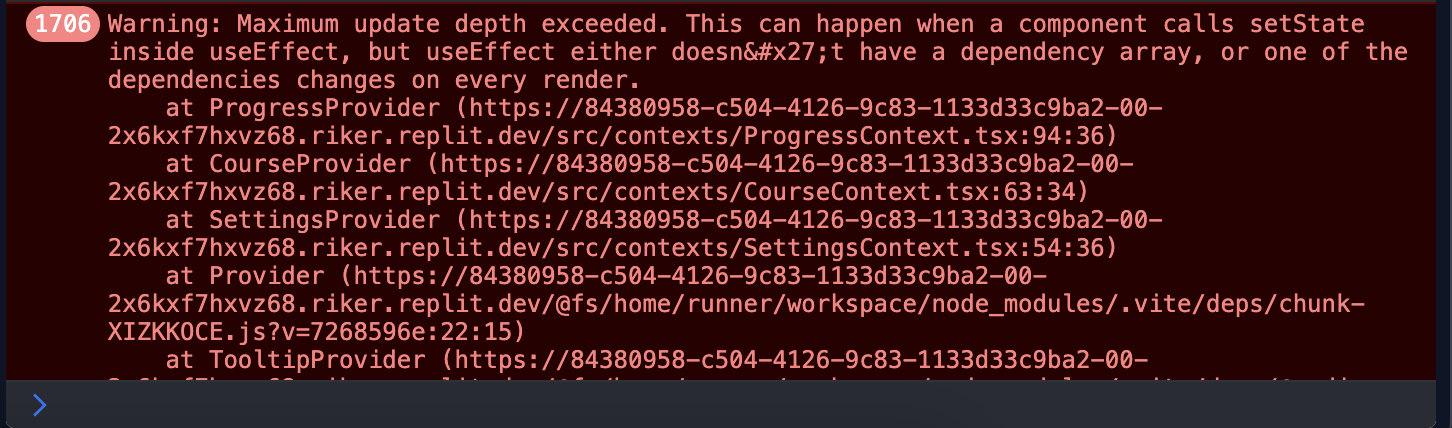 1706 Warning: Maximum update depth exceeded. This can happen when a component calls setState
inside useEffect, but useEffect either doesn&#x27;t have a dependency array, or one of the
dependencies changes on every render.
at ProgressProvider (https://84380958-c504-4126-9c83-1133d33c9ba2-00-
2x6kxf7hxvz68.riker.replit.dev/src/contexts/ProgressContext.tsx:94:36)
at CourseProvider (https://84380958-c504-4126-9c83-1133d33c9ba2-00-
2x6kxf7hxvz68.riker.replit.dev/src/contexts/CourseContext.tsx:63:34)
at SettingsProvider (https://84380958-c504-4126-9c83-1133d33c9ba2-00-
2x6kxf7hxvz68.riker.replit.dev/src/contexts/SettingsContext.tsx:54:36)
at Provider (https://84380958-c504-4126-9c83-1133d33c9ba2-00-
2x6kxf7hxvz68.riker.replit.dev/@fs/home/runner/workspace/node_modules/.vite/deps/chunk-
XIZKKOCE.js?v=7268596e:22:15)
at TooltipProvider (https://84380958-c504-4126-9c83-1133d33c9ba2-00-